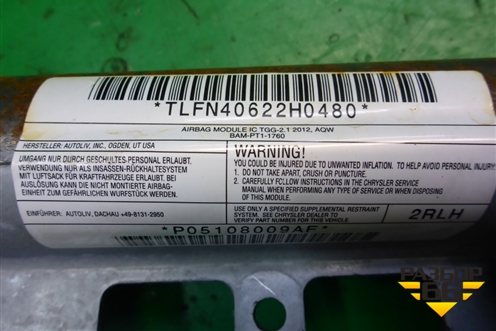 *TLFN40622H0480*
AIRBAG MODULE IC TGG-2.1 2012, AQW
BAM-PT1-1760
HERSTELLER: AUTOLIV, INC., OGDEN, UT USA
UMGANG NUR DURCH GESCHULTES PERSONAL ERLAUBT.
VERWENDUNG NUR ALS INSASSEN-RÜCKHALTESYSTEM
MIT LUFTSACK FÜR KRAFTFAHRZEUGE ERLAUBT. BEI
AUSLÖSUNG KANN DIE NICHT MONTIERTE AIRBAG-
EINHEIT ZUM GESCHOSS WERDEN.
EINFÜHRER: AUTOLIV, DACHAU +49-8131-2950
WARNING!
YOU COULD BE INJURED DUE TO UNWANTED INFLATION. TO HELP AVOID PERSONAL INJURY:
1. DO NOT TAKE APART, CRUSH OR PUNCTURE.
2. CAREFULLY FOLLOW INSTRUCTIONS IN THE CHRYSLER SERVICE
MANUAL WHEN PERFORMING ANY TYPE OF SERVICE OR WHEN DISPOSING
OF THIS MODULE.
USE ONLY A SPECIFIED SUPPLEMENTAL RESTRAINT
SYSTEM. SEE CHRYSLER DEALER TO
VERIFY PART NUMBER FOR THIS VEHICLE
2RLH
*P05108009AF*
РАЗБОР
66